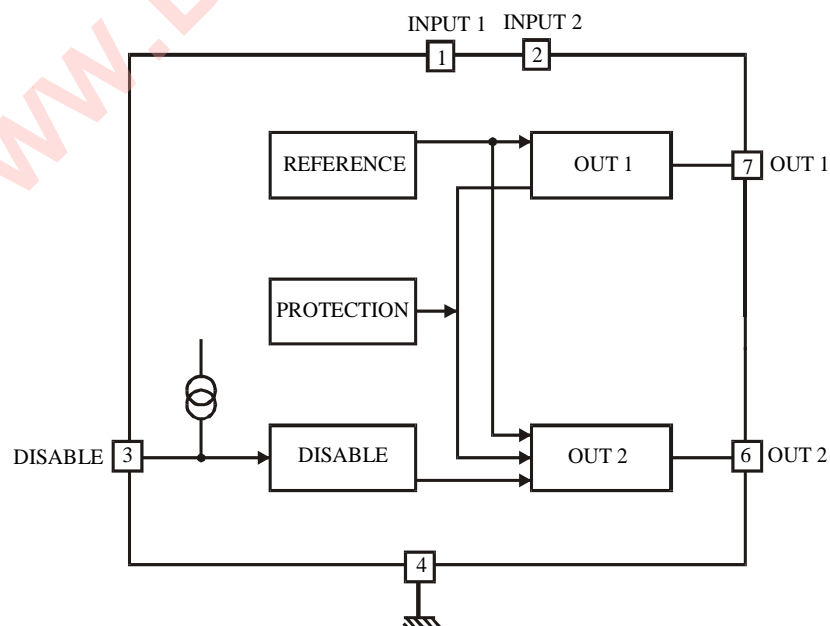 INPUT 1 INPUT 2
1 2
REFERENCE OUT 1 7 OUT 1
PROTECTION
DISABLE 3 DISABLE OUT 2 6 OUT 2
4
WW.